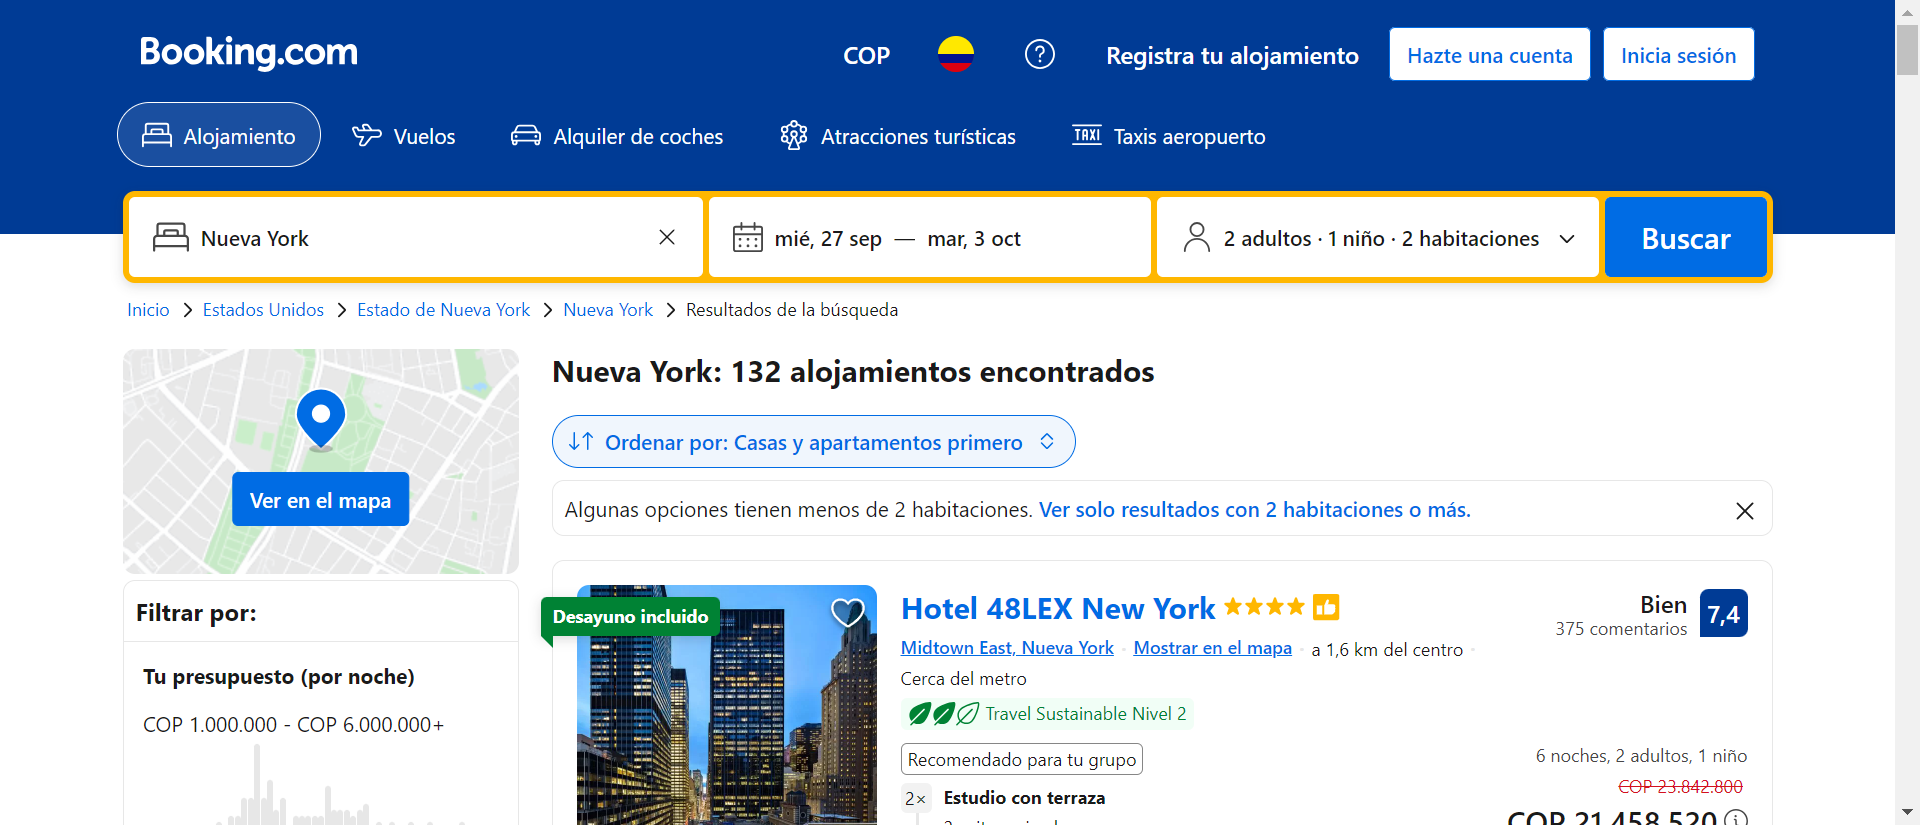 Booking.com
COP
Registra tu alojamiento
Hazte una cuenta
Inicia sesión
Alojamiento
Vuelos
Alquiler de coches
Atracciones turísticas
TAXI
Taxis aeropuerto
Nueva York
mié, 27 sep — mar, 3 oct
2 adultos · 1 niño · 2 habitaciones
Buscar
Inicio > Estados Unidos > Estado de Nueva York > Nueva York > Resultados de la búsqueda
Ver en el mapa
Filtrar por:
Tu presupuesto (por noche)
COP 1.000.000 - COP 6.000.000+
Nueva York: 132 alojamientos encontrados
Ordenar por: Casas y apartamentos primero
Algunas opciones tienen menos de 2 habitaciones. Ver solo resultados con 2 habitaciones o más.
Desayuno incluido
Hotel 48LEX New York
Midtown East, Nueva York
Mostrar en el mapa
a 1,6 km del centro
Cerca del metro
Travel Sustainable Nivel 2
Recomendado para tu grupo
2× Estudio con terraza
Bien
375 comentarios
7,4
6 noches, 2 adultos, 1 niño
COP 23.842.800
COP 21.458.520